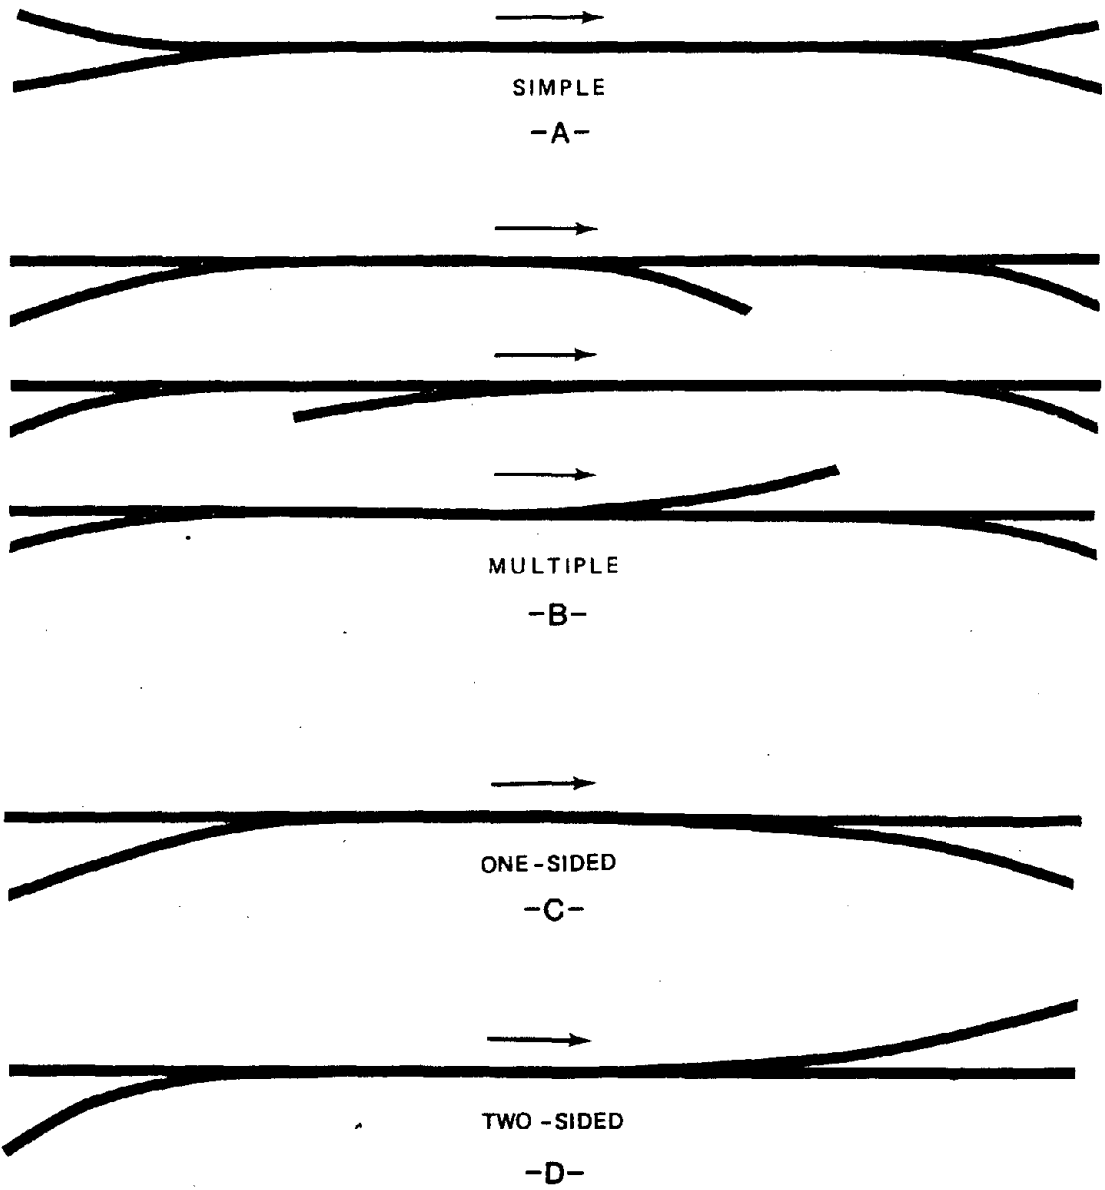 SIMPLE
-A-
MULTIPLE
-B-
ONE-SIDED
-C-
TWO-SIDED
-D-